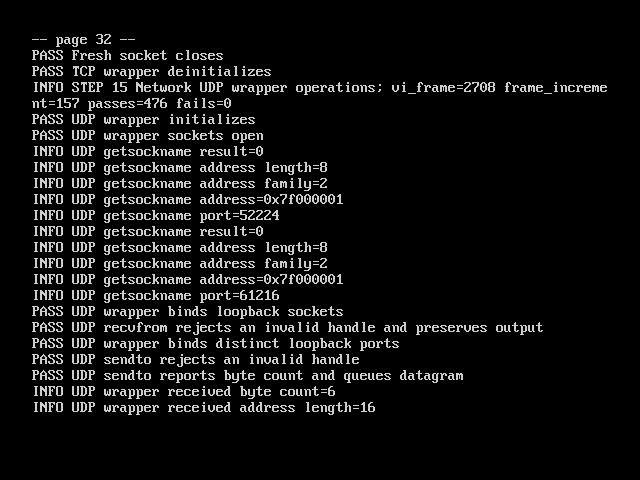 -- page 32 --
PASS Fresh socket closes
PASS TCP wrapper deinitializes
INFO STEP 15 Network UDP wrapper operations; vi_frame=2708 frame_increme
nt=157 passes=476 fails=0
PASS UDP wrapper initializes
PASS UDP wrapper sockets open
INFO UDP getsockname result=0
INFO UDP getsockname address length=8
INFO UDP getsockname address family=2
INFO UDP getsockname address=0x7f000001
INFO UDP getsockname port=52224
INFO UDP getsockname result=0
INFO UDP getsockname address length=8
INFO UDP getsockname address family=2
INFO UDP getsockname address=0x7f000001
INFO UDP getsockname port=61216
PASS UDP wrapper binds loopback sockets
PASS UDP recvfrom rejects an invalid handle and preserves output
PASS UDP wrapper binds distinct loopback ports
PASS UDP sendto rejects an invalid handle
PASS UDP sendto reports byte count and queues datagram
INFO UDP wrapper received byte count=6
INFO UDP wrapper received address length=16